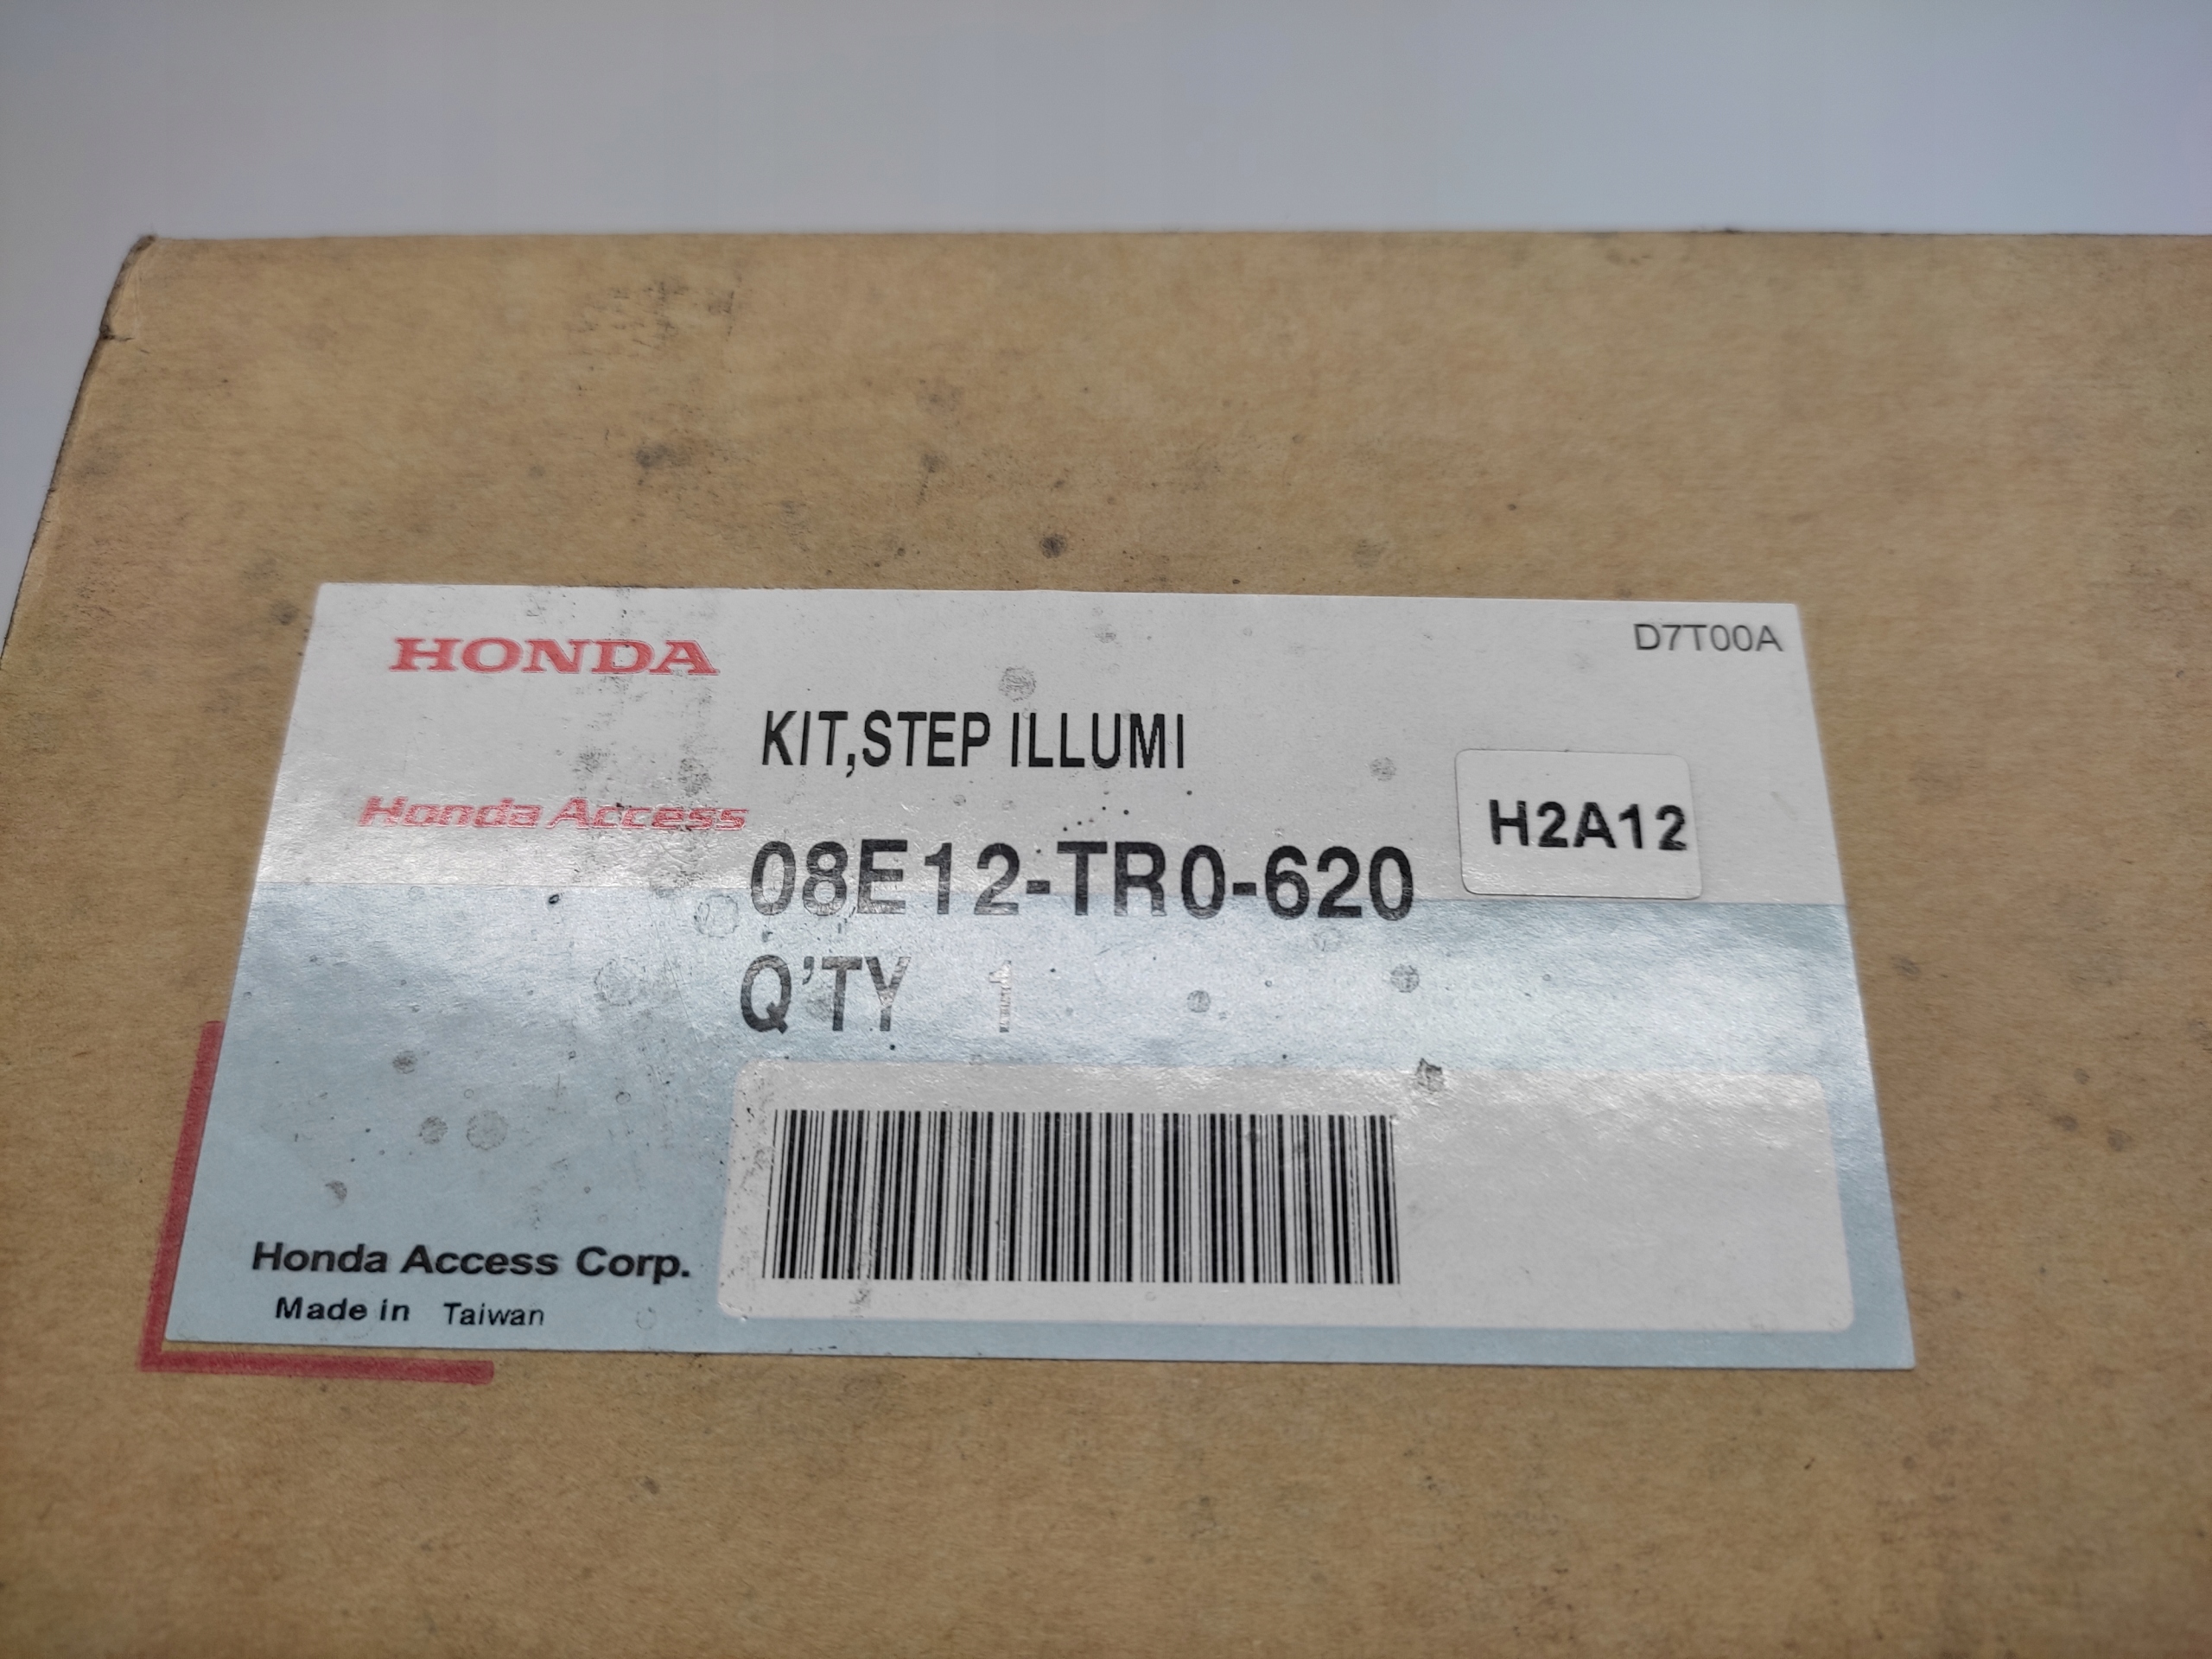 HONDA
D7T00A
KIT,STEP ILLUMI
Honda Access
H2A12
08E12-TR0-620
Q'TY 1
Honda Access Corp.
Made in Taiwan